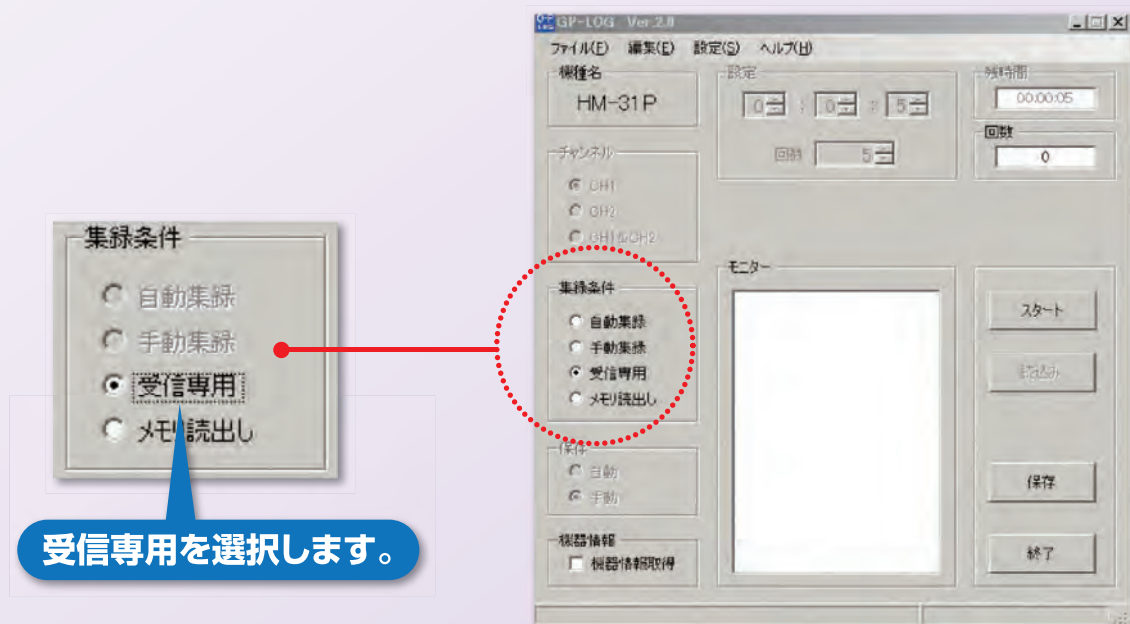 集録条件
自動集録
手動集録
受信専用
メモリ読出し
受信専用を選択します。
GP-LOG Ver.2.0
ファイル(F) 編集(E) 設定(S) ヘルプ(H)
機種名
HM-31P
チャンネル
CH1
CH2
CH1&CH2
集録条件
自動集録
手動集録
受信専用
メモリ読出し
保存
自動
手動
機器情報
機器情報取得
設定
0 : 0 : 5
回数 5
モニター
残時間
00:00:05
回数
0
スタート
読込み
保存
終了